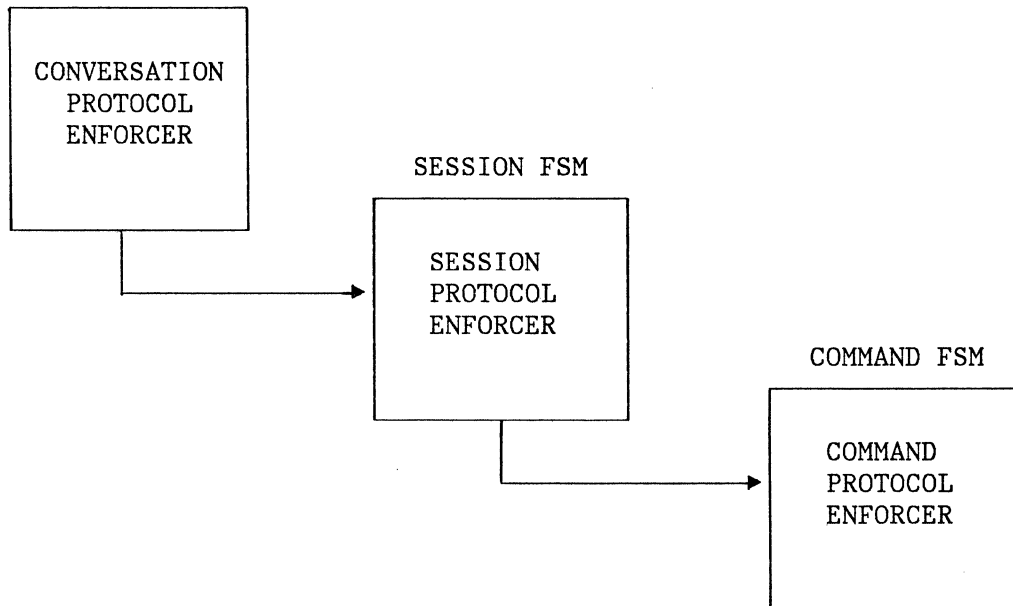 CONVERSATION
PROTOCOL
ENFORCER
SESSION FSM
SESSION
PROTOCOL
ENFORCER
COMMAND FSM
COMMAND
PROTOCOL
ENFORCER